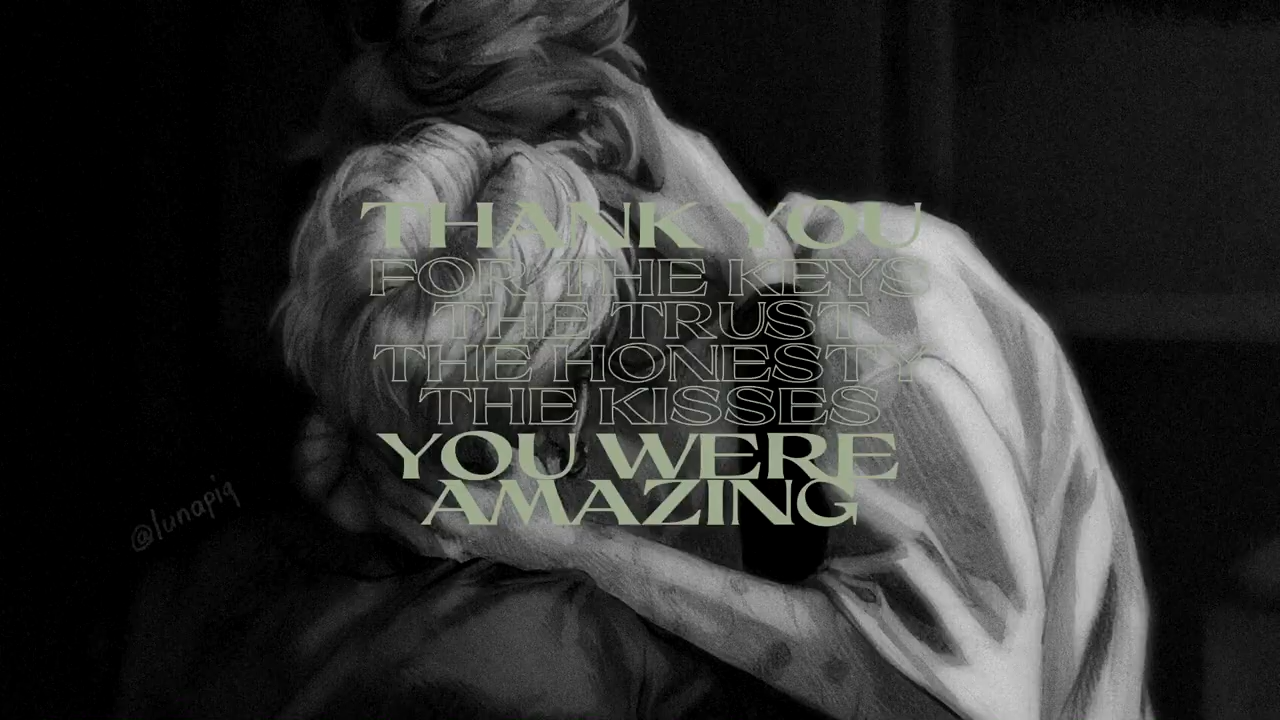 THANK YOU
FOR THE KEYS
THE TRUST
THE HONESTY
THE KISSES
YOU WERE
AMAZING
@lunapiq